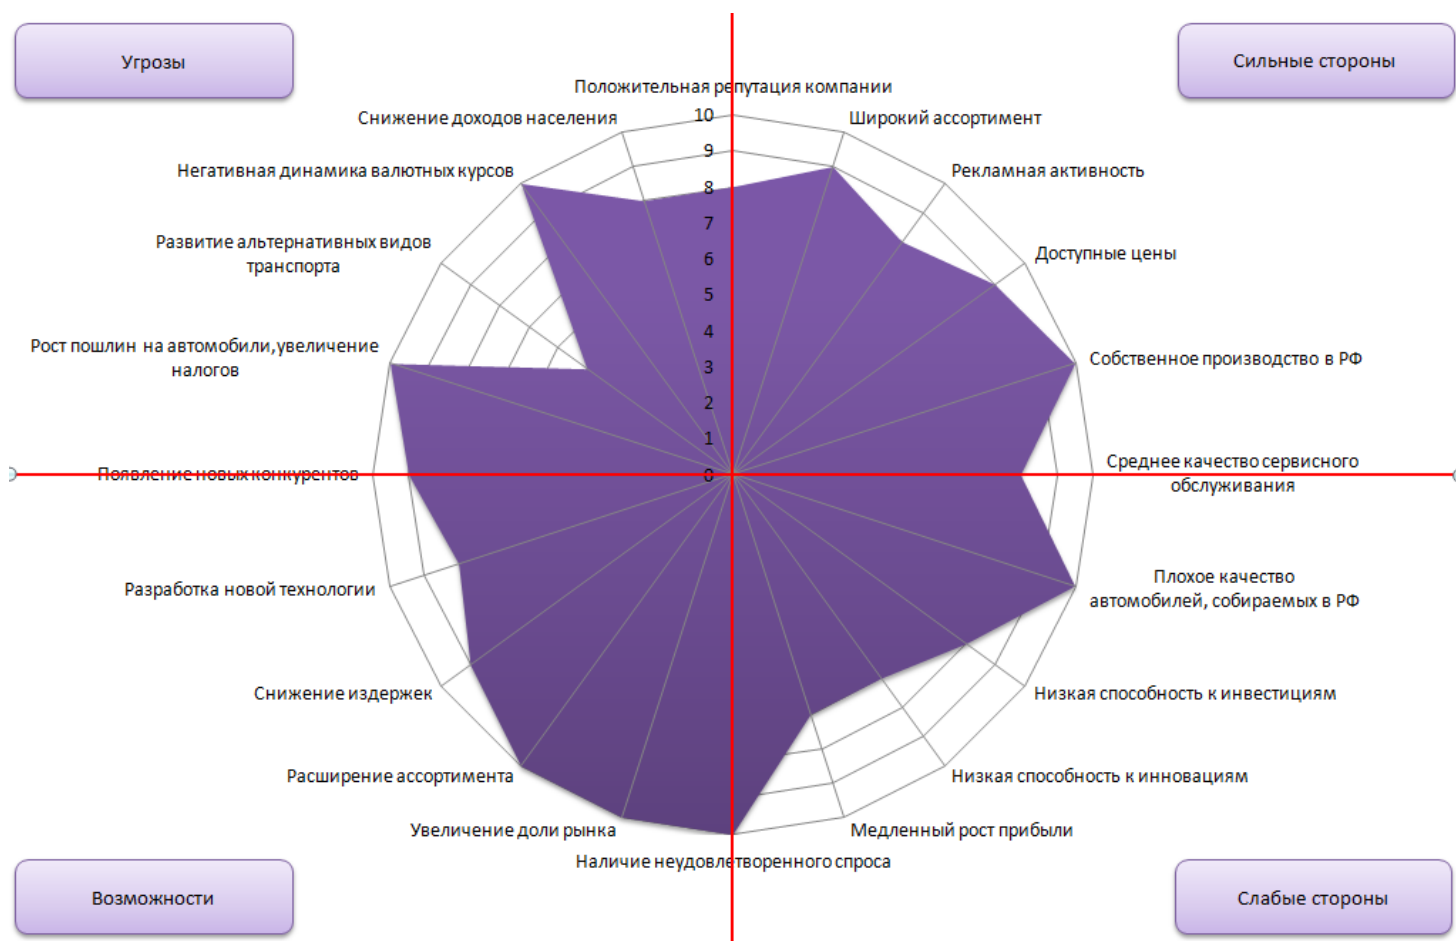 Угрозы
Сильные стороны
Положительная репутация компании
Снижение доходов населения
10
Широкий ассортимент
9
Негативная динамика валютных курсов
Рекламная активность
8
7
Развитие альтернативных видов
транспорта
Доступные цены
6
5
4
Рост пошлин на автомобили,увеличение
налогов
Собственное производство в РФ
3
2
1
Появление новых конкурентов
0
Среднее качество сервисного
обслуживания
Разработка новой технологии
Плохое качество
автомобилей, собираемых в РФ
Снижение издержек
Низкая способность к инвестициям
Расширение ассортимента
Низкая способность к инновациям
Увеличение доли рынка
Медленный рост прибыли
Наличие неудовлетворенного спроса
Возможности
Слабые стороны